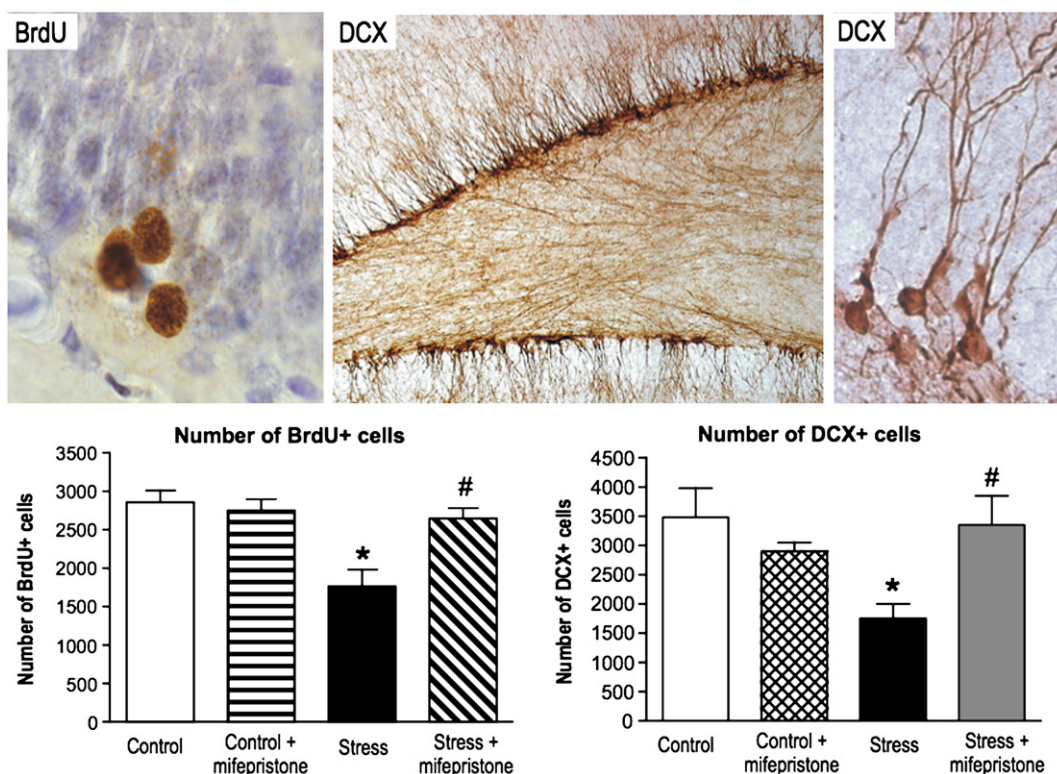 BrdU
DCX
DCX
Number of BrdU+ cells
Number of BrdU+ cells
3500
3000
2500
2000
1500
1000
500
0
*
#
Control
Control +
mifepristone
Stress
Stress +
mifepristone
Number of DCX+ cells
Number of DCX+ cells
4500
4000
3500
3000
2500
2000
1500
1000
500
0
*
#
Control
Control +
mifepristone
Stress
Stress +
mifepristone